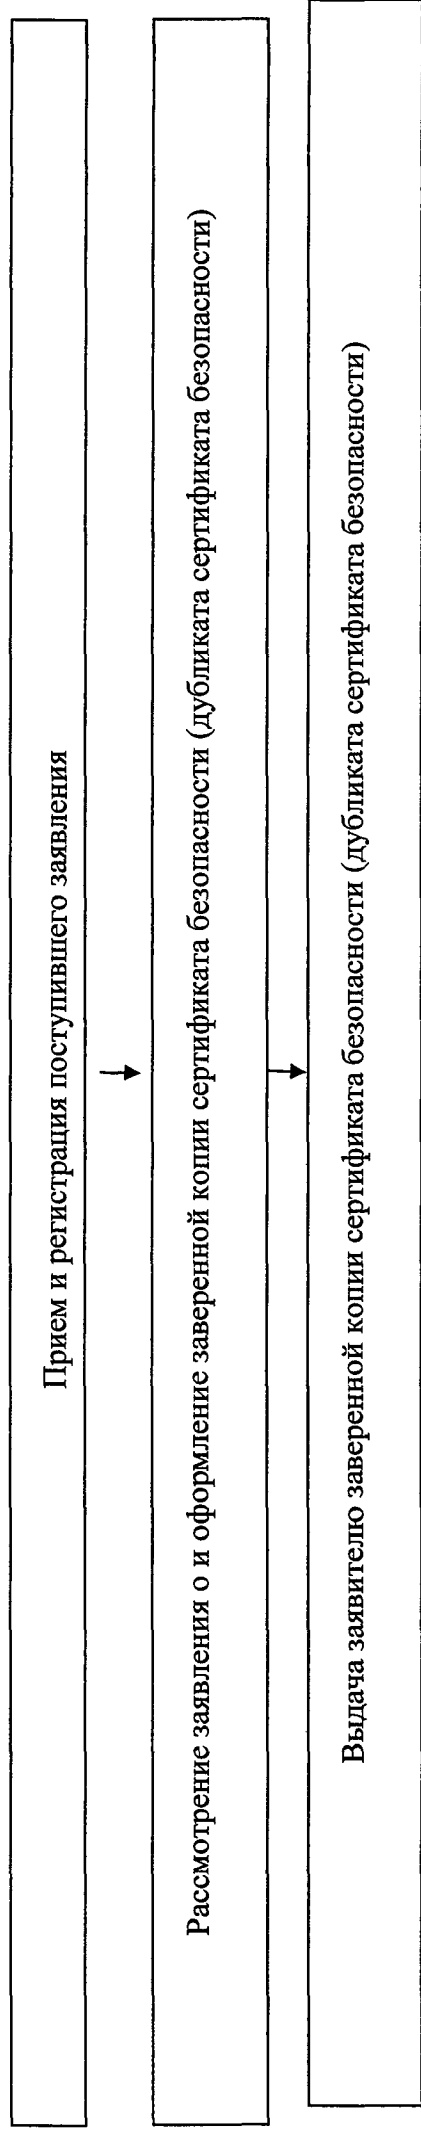 Прием и регистрация поступившего заявления
Рассмотрение заявления о и оформление заверенной копии сертификата безопасности (дубликата сертификата безопасности)
Выдача заявителю заверенной копии сертификата безопасности (дубликата сертификата безопасности)